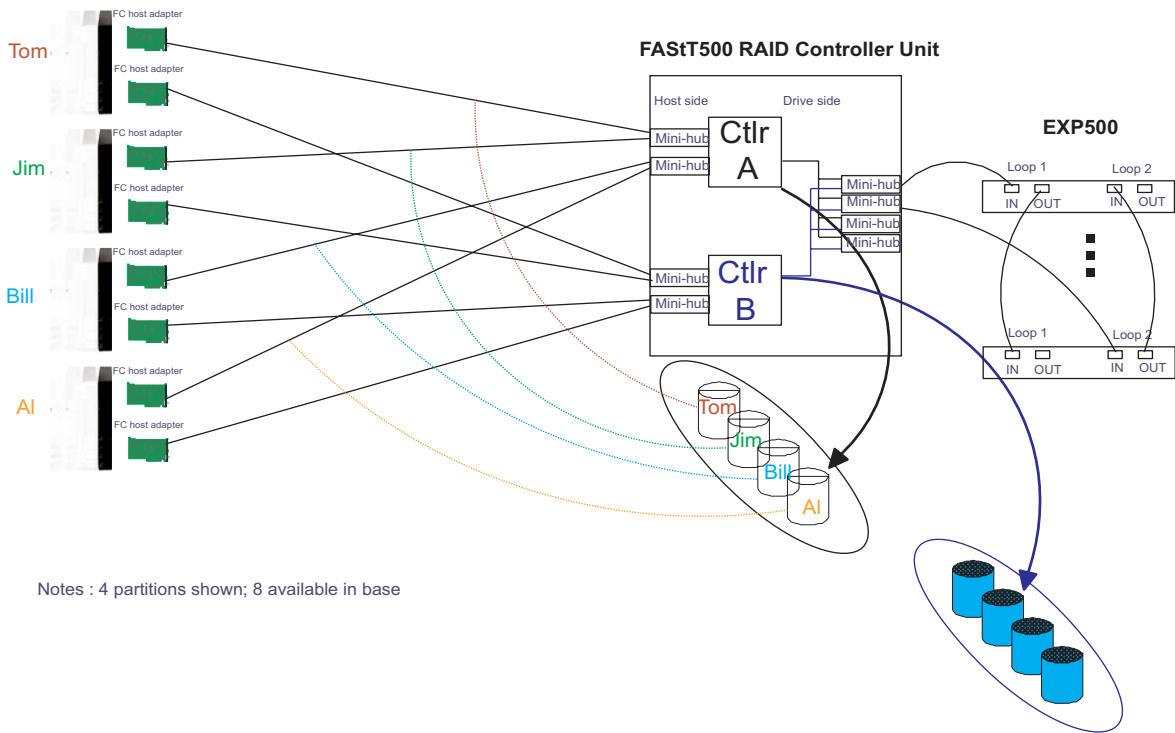 FC host adapter
Tom
FC host adapter
FC host adapter
Jim
FC host adapter
FC host adapter
Bill
FC host adapter
FC host adapter
Al
FC host adapter
FAStT500 RAID Controller Unit
Host side
Drive side
Mini-hub
Mini-hub
Ctlr
A
Mini-hub
Mini-hub
Mini-hub
Mini-hub
Mini-hub
Mini-hub
Ctlr
B
EXP500
Loop 1
Loop 2
IN
OUT
IN
OUT
Loop 1
Loop 2
IN
OUT
IN
OUT
Tom
Jim
Bill
Al
Notes : 4 partitions shown; 8 available in base